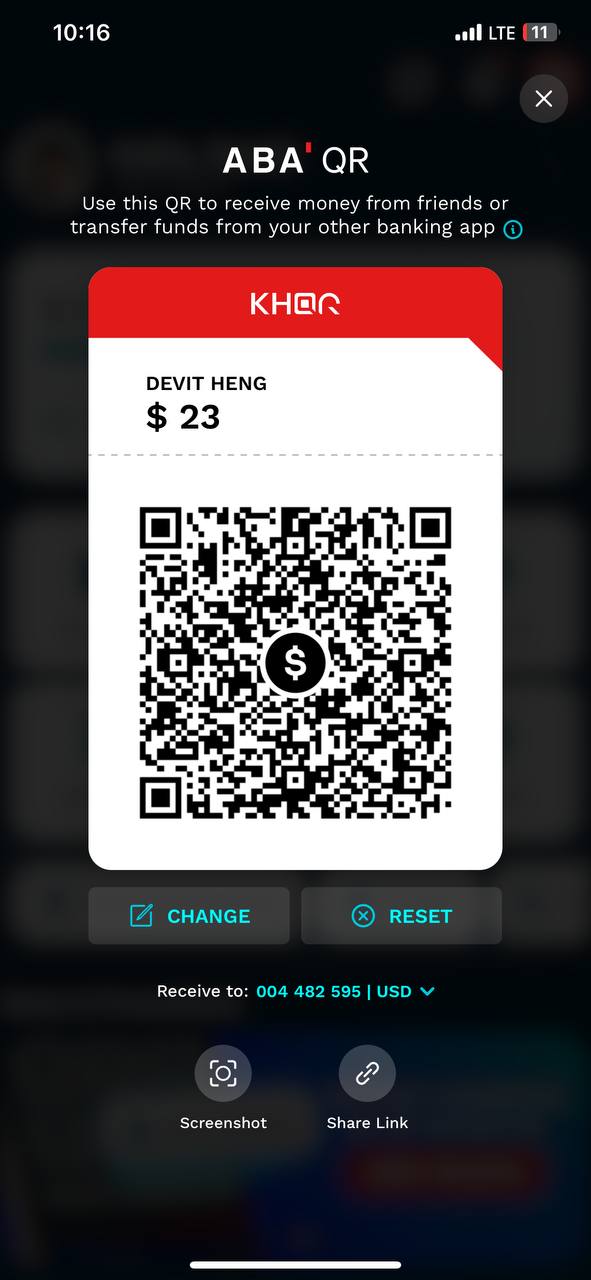 10:16
LTE 11
ABA' QR
Use this QR to receive money from friends or
transfer funds from your other banking app
KHQR
DEVIT HENG
$ 23
$
CHANGE
RESET
Receive to: 004 482 595 | USD
Screenshot
Share Link